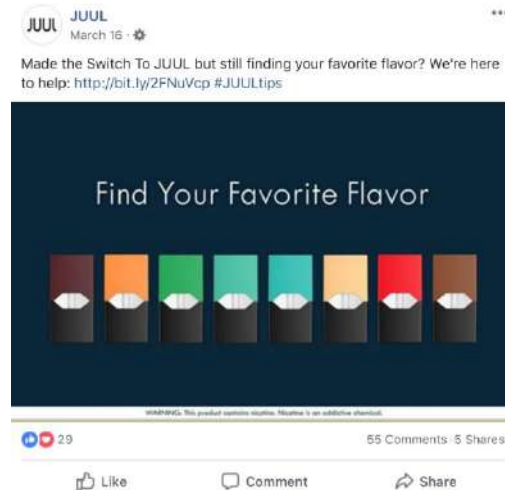 JUUL
JUUL
March 16 ·
Made the Switch To JUUL but still finding your favorite flavor? We're here
to help: http://bit.ly/2FNuVcp #JUULtips
Find Your Favorite Flavor
WARNING: This product contains nicotine. Nicotine is an addictive chemical.
29
55 Comments 5 Shares
Like
Comment
Share